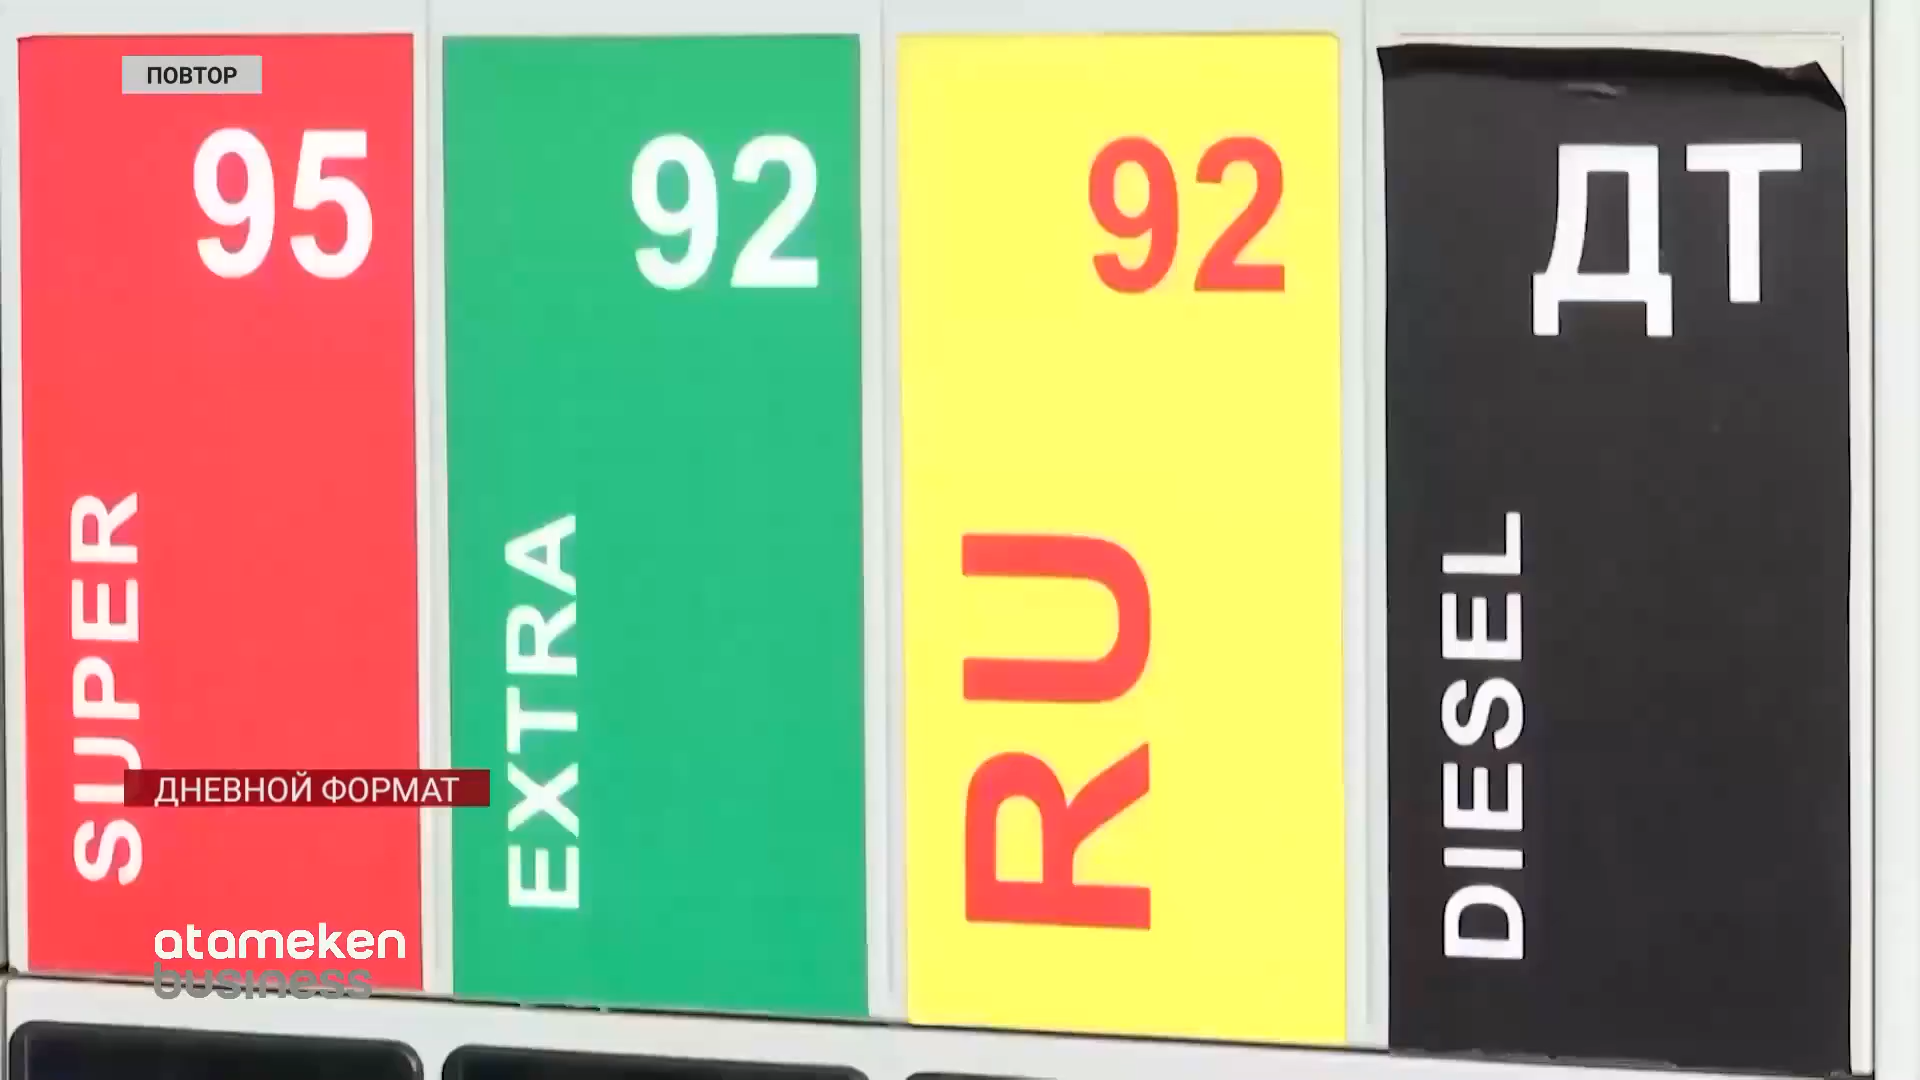 ПОВТОР
95
SUPER
92
EXTRA
92
RU
ДТ
DIESEL
ДНЕВНОЙ ФОРМАТ
atameken
business